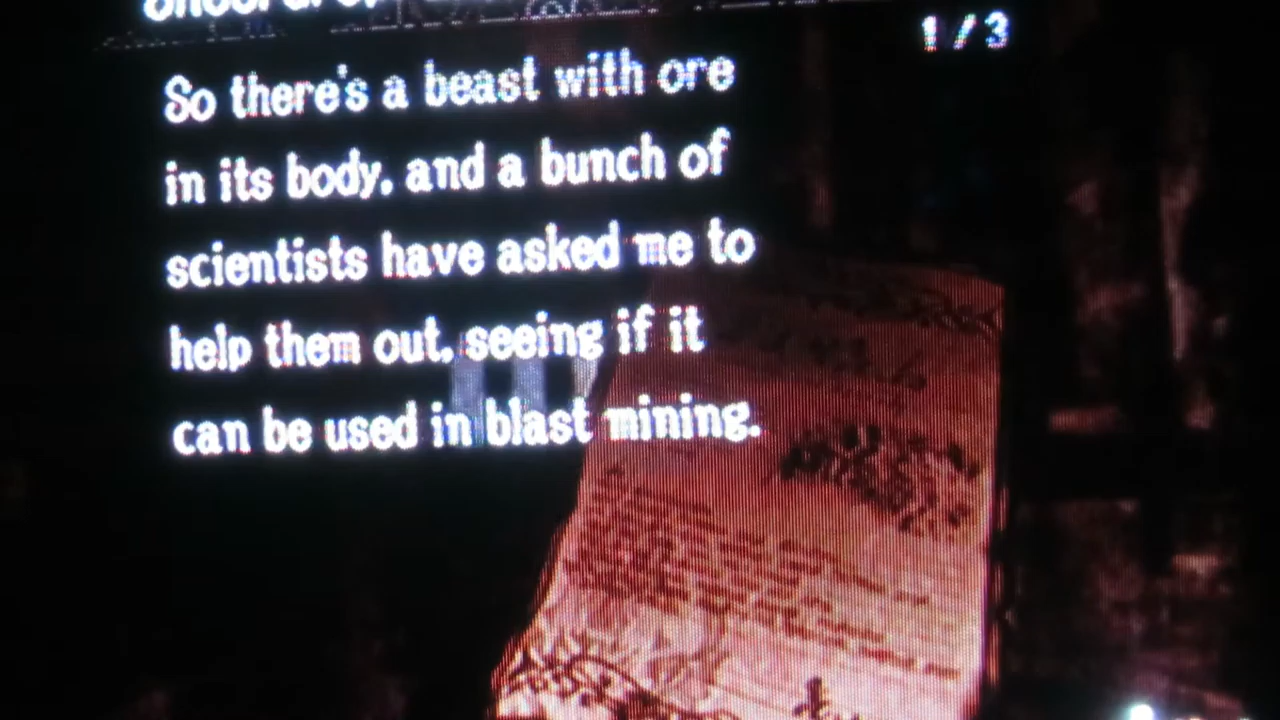 1/3
So there's a beast with ore
in its body, and a bunch of
scientists have asked me to
help them out, seeing if it
can be used in blast mining.